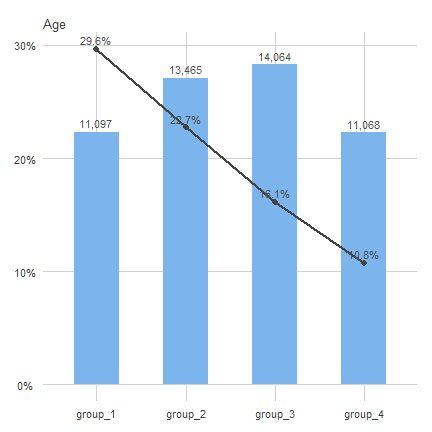 Age
30%
29,6%
14,064
13,465
22,7%
11,097
11,068
20%
16,1%
10,8%
10%
0%
group_1
group_2
group_3
group_4